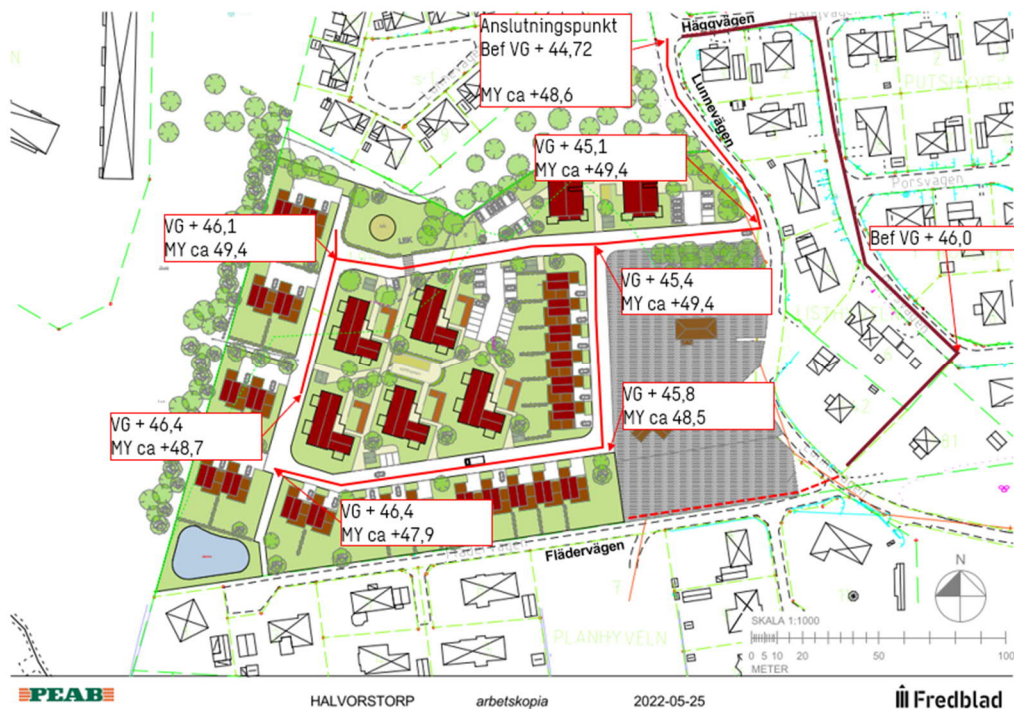 Anslutningspunkt
Bef VG + 44,72
MY ca +48,6
Häggvägen
Lunnevägen
PUTSHYVELN
VG + 45,1
MY ca +49,4
Porsvägen
VG + 46,1
MY ca 49,4
Bef VG + 46,0
VG + 45,4
MY ca +49,4
VG + 46,4
MY ca +48,7
VG + 45,8
MY ca 48,5
VG + 46,4
MY ca +47,9
Flädervägen
PLANHYVELN
N
SKALA 1:1000
0 5 10 20 50 100
METER
PEAB
HALVORSTORP
arbetskopia
2022-05-25
Fredblad